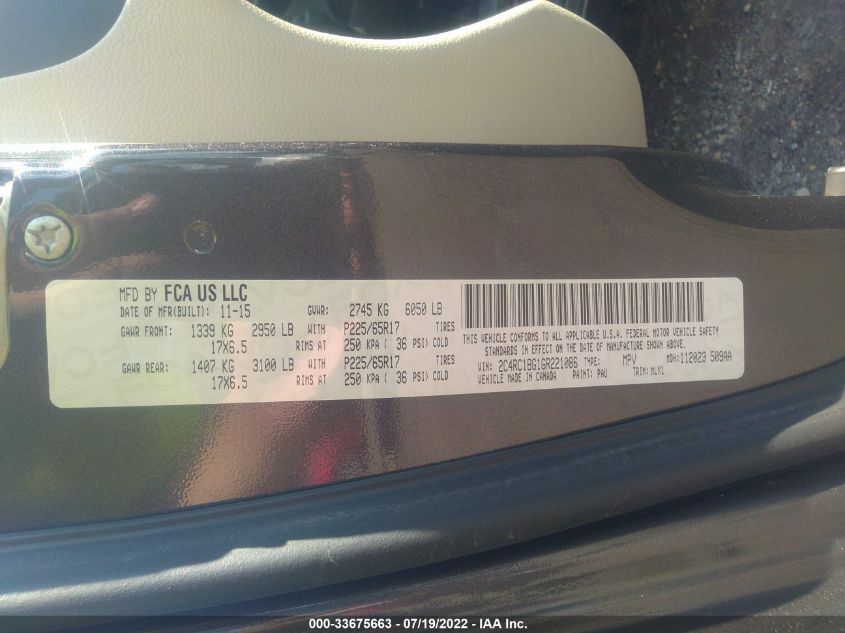 MFD BY FCA US LLC
DATE OF MFR(BUILT): 11-15 GVWR: 2745 KG 6050 LB
GAWR FRONT: 1339 KG 2950 LB WITH P225/65R17 TIRES
17X6.5 RIMS AT 250 KPA ( 36 PSI) COLD
GAWR REAR: 1407 KG 3100 LB WITH P225/65R17 TIRES
17X6.5 RIMS AT 250 KPA ( 36 PSI) COLD
THIS VEHICLE CONFORMS TO ALL APPLICABLE U.S.A. FEDERAL MOTOR VEHICLE SAFETY
STANDARDS IN EFFECT ON THE DATE OF MANUFACTURE SHOWN ABOVE.
VIN: 2C4RC1BG1GR221086 TYPE: MPV MDH:112023 509AA
VEHICLE MADE IN CANADA PAINT: PAU TRIM: MLX1
000-33675663 - 07/19/2022 - IAA Inc.